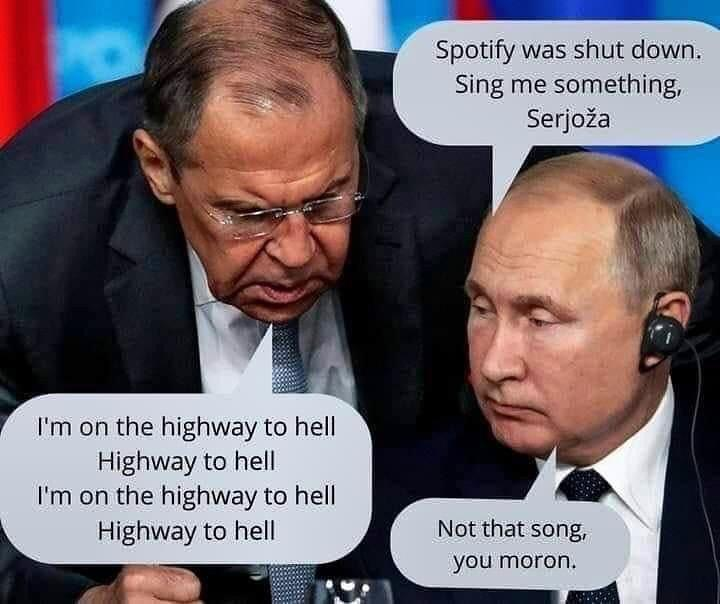 Spotify was shut down.
Sing me something,
Serjoža
I'm on the highway to hell
Highway to hell
I'm on the highway to hell
Highway to hell
Not that song,
you moron.